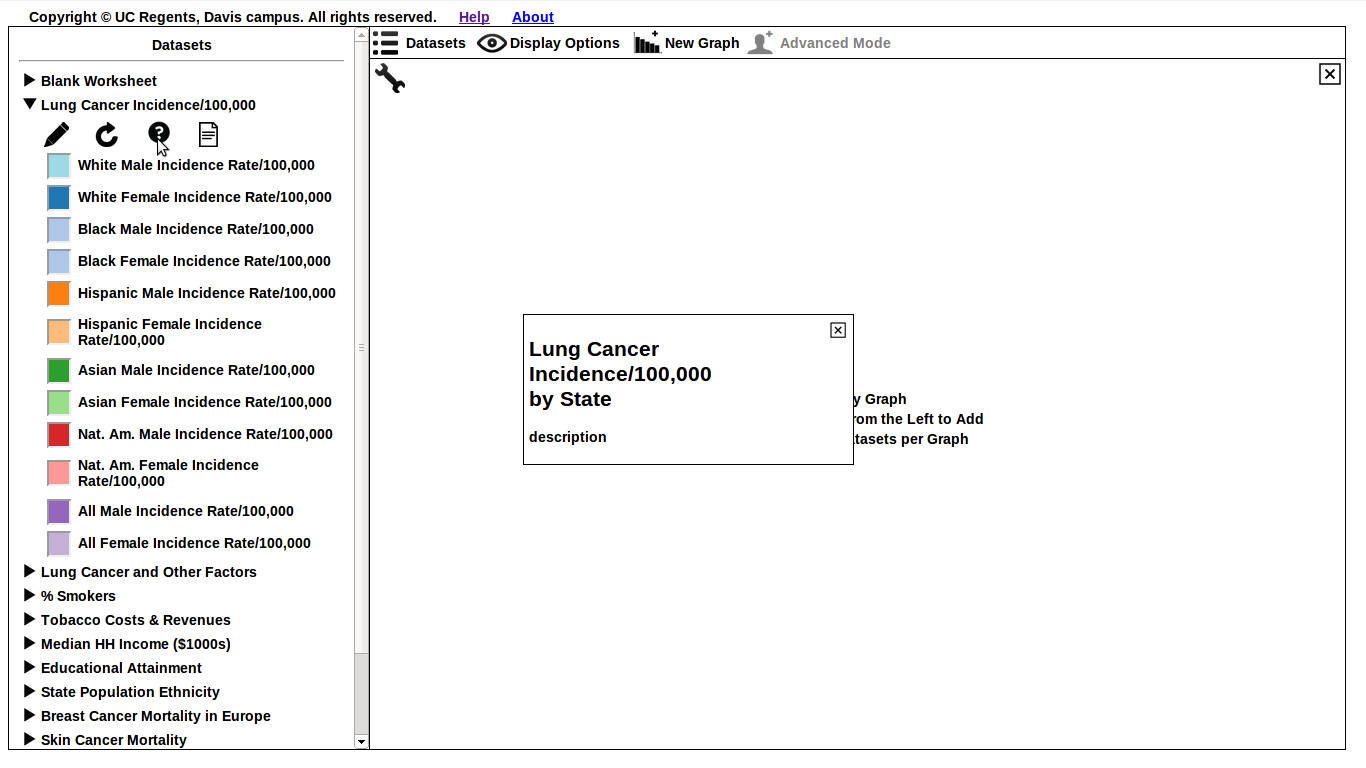 Copyright © UC Regents, Davis campus. All rights reserved. Help About
Datasets
Datasets Display Options New Graph Advanced Mode
Blank Worksheet
Lung Cancer Incidence/100,000
White Male Incidence Rate/100,000
White Female Incidence Rate/100,000
Black Male Incidence Rate/100,000
Black Female Incidence Rate/100,000
Hispanic Male Incidence Rate/100,000
Hispanic Female Incidence
Rate/100,000
Asian Male Incidence Rate/100,000
Asian Female Incidence Rate/100,000
Nat. Am. Male Incidence Rate/100,000
Nat. Am. Female Incidence
Rate/100,000
All Male Incidence Rate/100,000
All Female Incidence Rate/100,000
Lung Cancer and Other Factors
% Smokers
Tobacco Costs & Revenues
Median HH Income ($1000s)
Educational Attainment
State Population Ethnicity
Breast Cancer Mortality in Europe
Skin Cancer Mortality
Lung Cancer
Incidence/100,000
by State
description
y Graph
rom the Left to Add
tasets per Graph